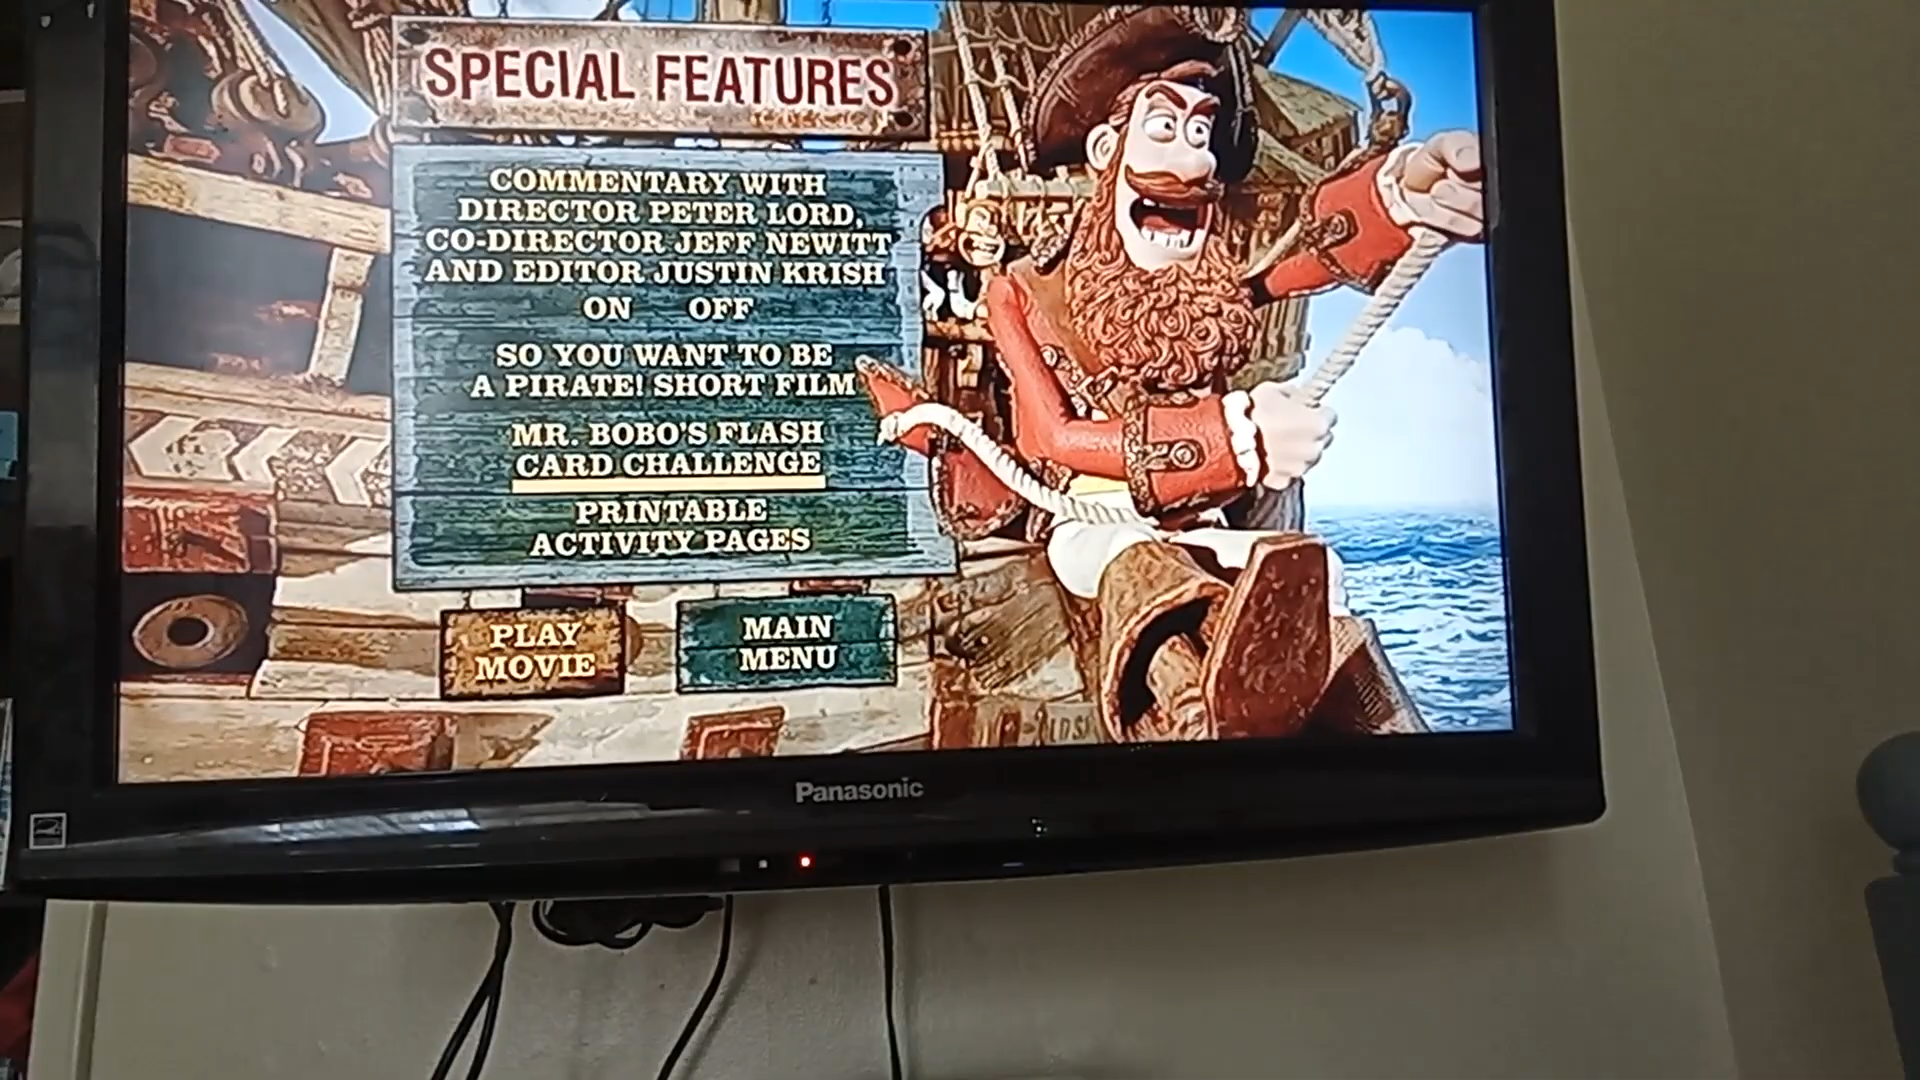 SPECIAL FEATURES
COMMENTARY WITH
DIRECTOR PETER LORD,
CO-DIRECTOR JEFF NEWITT
AND EDITOR JUSTIN KRISH
ON OFF
SO YOU WANT TO BE
A PIRATE! SHORT FILM
MR. BOBO'S FLASH
CARD CHALLENGE
PRINTABLE
ACTIVITY PAGES
PLAY
MOVIE
MAIN
MENU
Panasonic